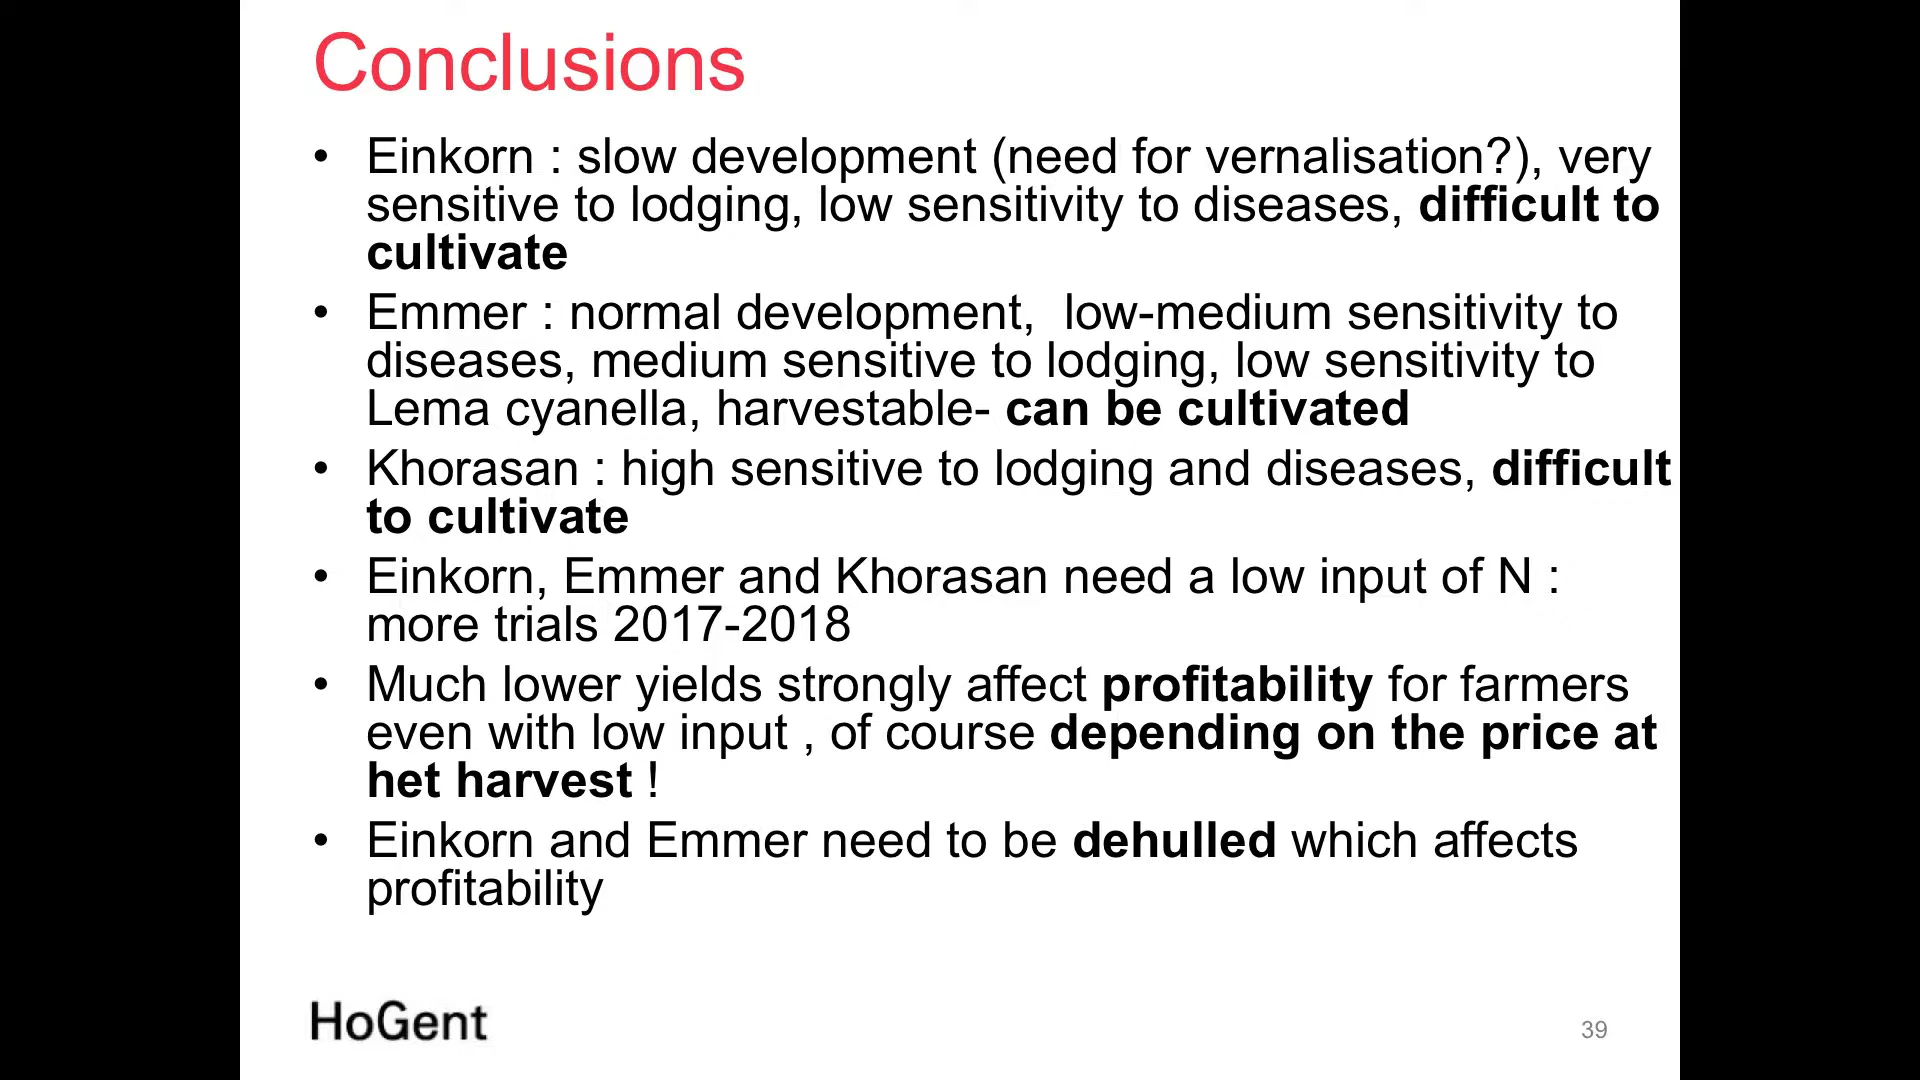 Conclusions
• Einkorn : slow development (need for vernalisation?), very
sensitive to lodging, low sensitivity to diseases, difficult to
cultivate
• Emmer : normal development,  low-medium sensitivity to
diseases, medium sensitive to lodging, low sensitivity to
Lema cyanella, harvestable- can be cultivated
• Khorasan : high sensitive to lodging and diseases, difficult
to cultivate
• Einkorn, Emmer and Khorasan need a low input of N :
more trials 2017-2018
• Much lower yields strongly affect profitability for farmers
even with low input , of course depending on the price at
het harvest !
• Einkorn and Emmer need to be dehulled which affects
profitability
HoGent
39